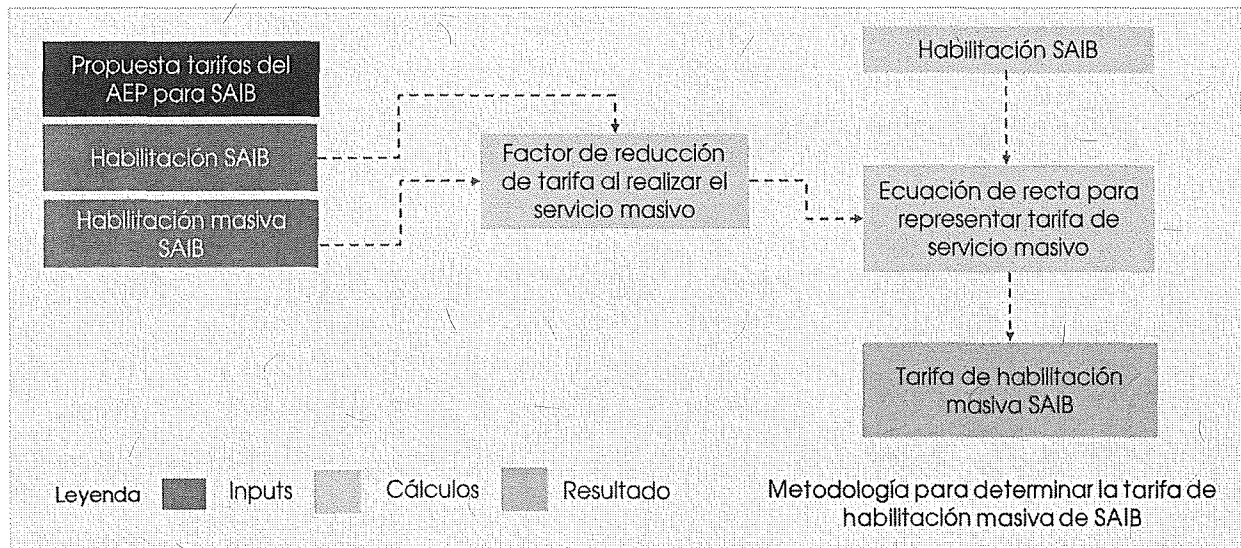 Propuesta tarifas del
AEP para SAIB
Habilitación SAIB
Habilitación masiva
SAIB
Factor de reducción
de tarifa al realizar el
servicio masivo
Habilitación SAIB
Ecuación de recta para
representar tarifa de
servicio masivo
Tarifa de habilitación
masiva SAIB
Leyenda Inputs Cálculos Resultado
Metodología para determinar la tarifa de
habilitación masiva de SAIB